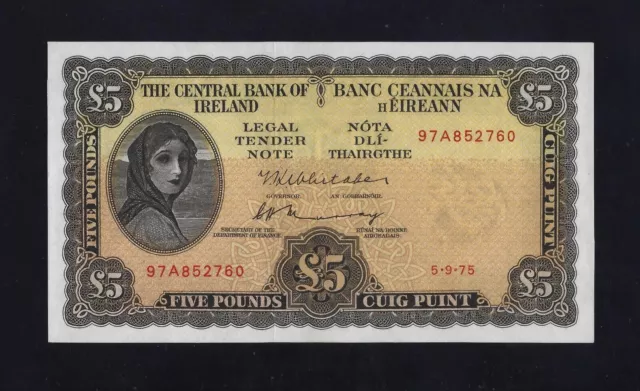 £5
THE CENTRAL BANK OF
IRELAND
BANC CEANNAIS NA
hÉIREANN
£5
LEGAL
TENDER
NOTE
NÓTA
DLÍ-
THAIRGTHE
97A852760
FIVE POUNDS
CUIG PUINT
T K Whitaker
GOVERNOR.
AN GOBHARNÓIR.
C H Murray
SECRETARY OF THE
DEPARTMENT OF FINANCE.
RÚNAÍ NA ROINNE
AIRGEADAIS.
97A852760
5·9·75
£5
£5
£5
FIVE POUNDS
CUIG PUINT